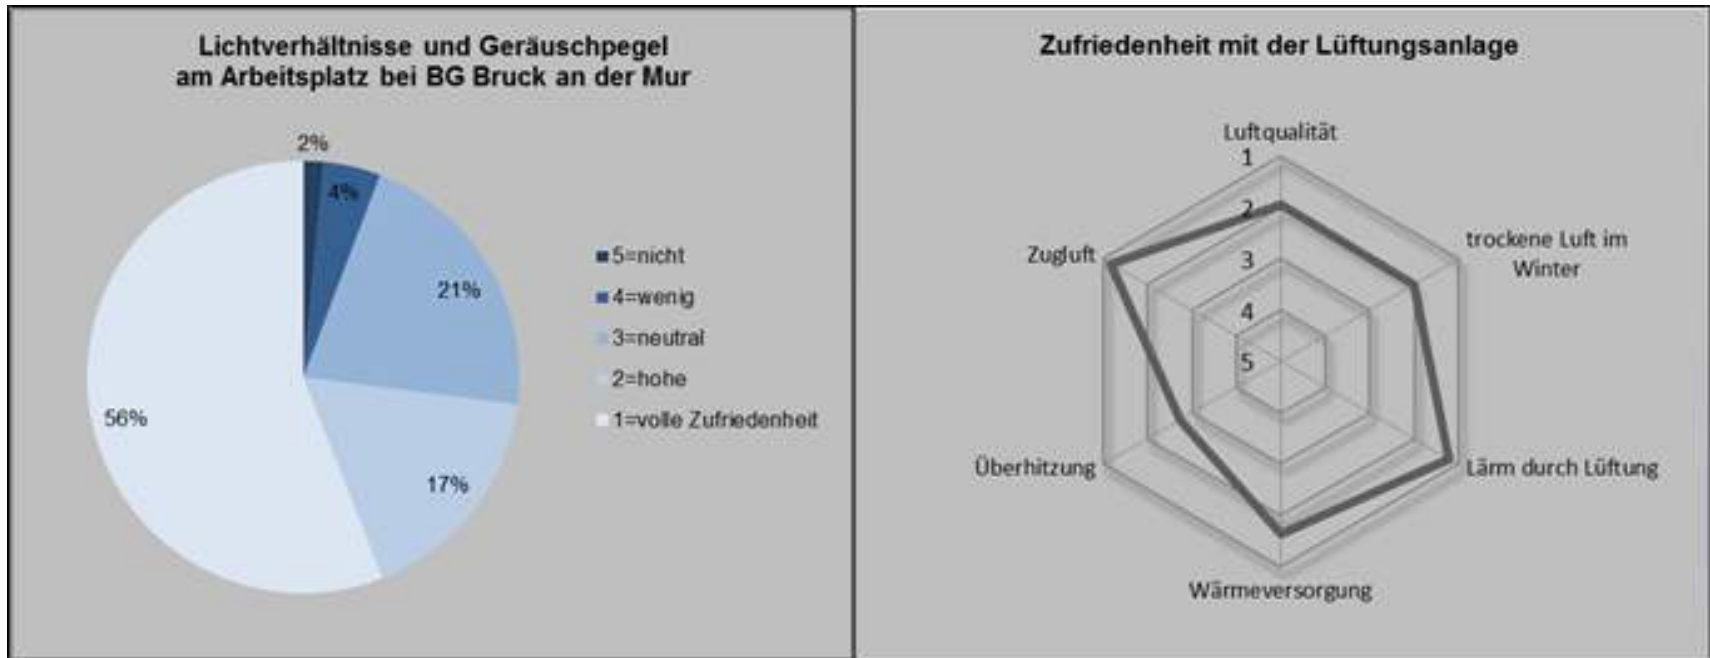 Lichtverhältnisse und Geräuschpegel
am Arbeitsplatz bei BG Bruck an der Mur
2%
4%
21%
17%
56%
5=nicht
4=wenig
3=neutral
2=hohe
1=volle Zufriedenheit
Zufriedenheit mit der Lüftungsanlage
Luftqualität
trockene Luft im
Winter
Lärm durch Lüftung
Wärmeversorgung
Überhitzung
Zugluft
1
2
3
4
5